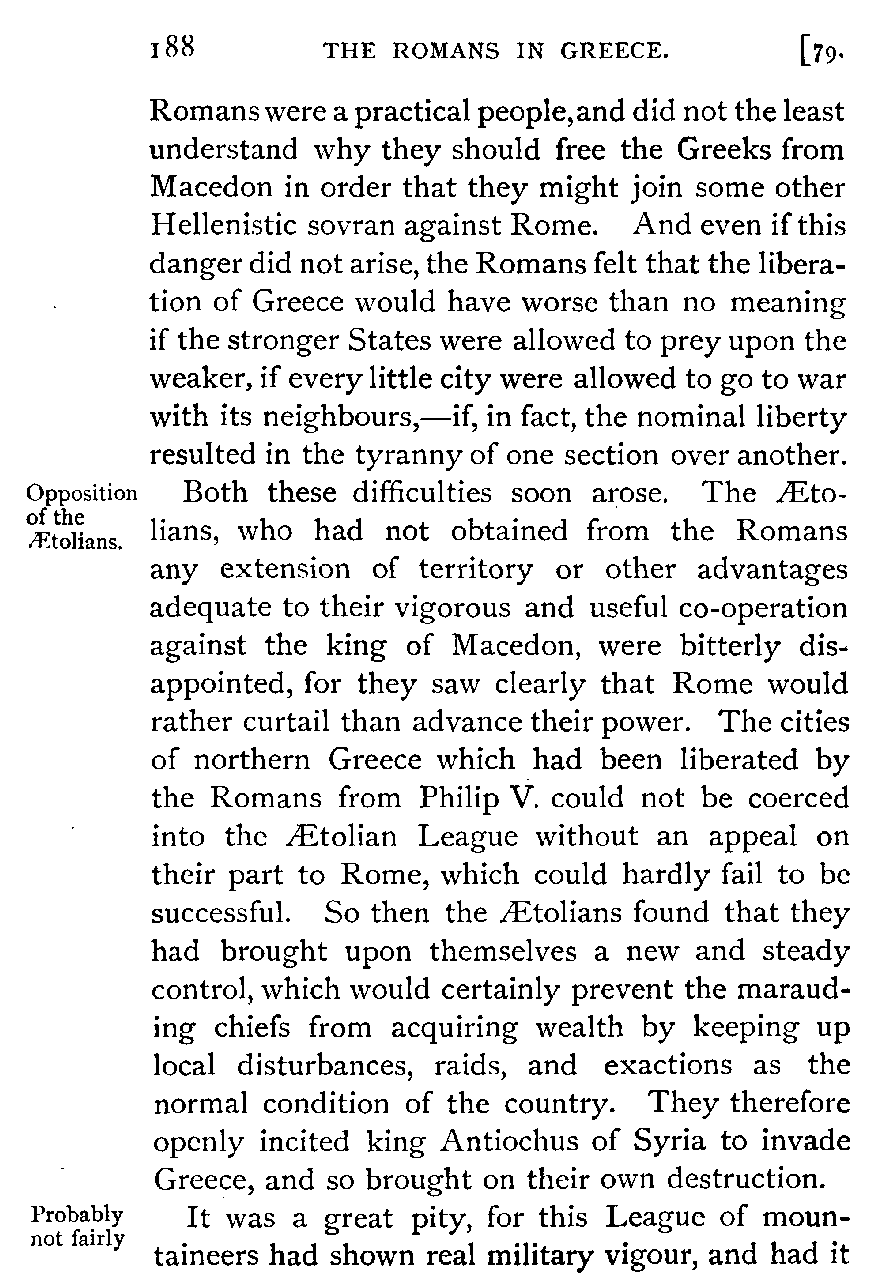 188 THE ROMANS IN GREECE. [79.
Romans were a practical people, and did not the least
understand why they should free the Greeks from
Macedon in order that they might join some other
Hellenistic sovran against Rome. And even if this
danger did not arise, the Romans felt that the libera-
tion of Greece would have worse than no meaning
if the stronger States were allowed to prey upon the
weaker, if every little city were allowed to go to war
with its neighbours,—if, in fact, the nominal liberty
resulted in the tyranny of one section over another.
Opposition
of the
Ætolians.
Both these difficulties soon arose. The Æto-
lians, who had not obtained from the Romans
any extension of territory or other advantages
adequate to their vigorous and useful co-operation
against the king of Macedon, were bitterly dis-
appointed, for they saw clearly that Rome would
rather curtail than advance their power. The cities
of northern Greece which had been liberated by
the Romans from Philip V. could not be coerced
into the Ætolian League without an appeal on
their part to Rome, which could hardly fail to be
successful. So then the Ætolians found that they
had brought upon themselves a new and steady
control, which would certainly prevent the maraud-
ing chiefs from acquiring wealth by keeping up
local disturbances, raids, and exactions as the
normal condition of the country. They therefore
openly incited king Antiochus of Syria to invade
Greece, and so brought on their own destruction.
Probably
not fairly
It was a great pity, for this League of moun-
taineers had shown real military vigour, and had it